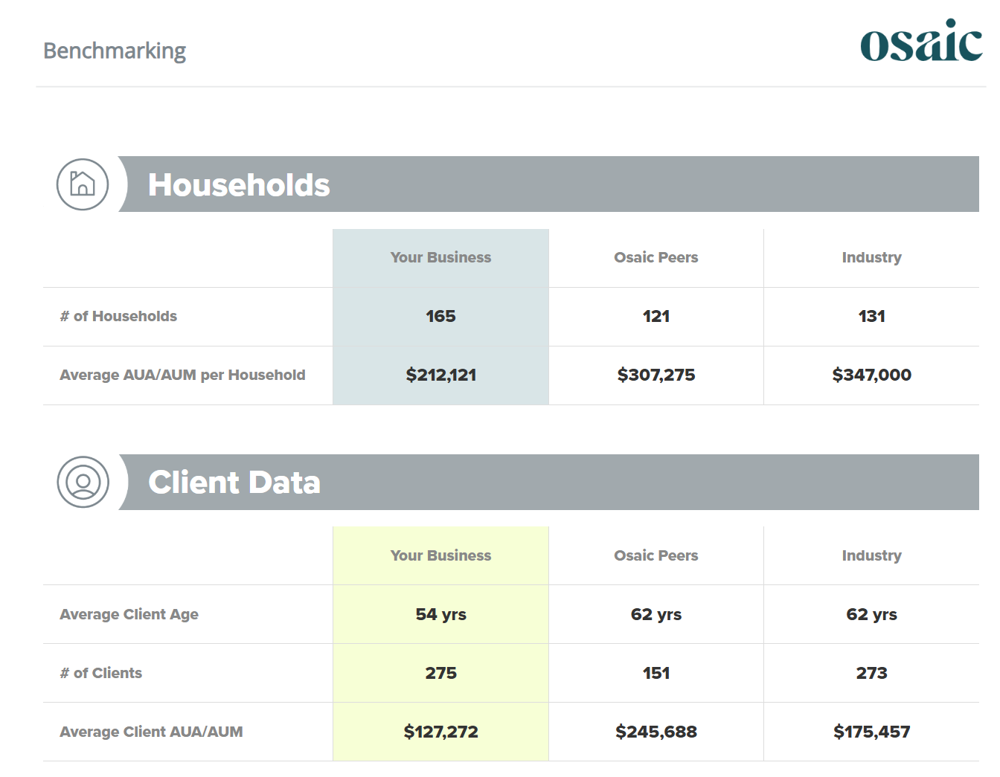 Benchmarking
osaic
Households
Your Business Osaic Peers Industry
# of Households 165 121 131
Average AUA/AUM per Household $212,121 $307,275 $347,000
Client Data
Your Business Osaic Peers Industry
Average Client Age 54 yrs 62 yrs 62 yrs
# of Clients 275 151 273
Average Client AUA/AUM $127,272 $245,688 $175,457